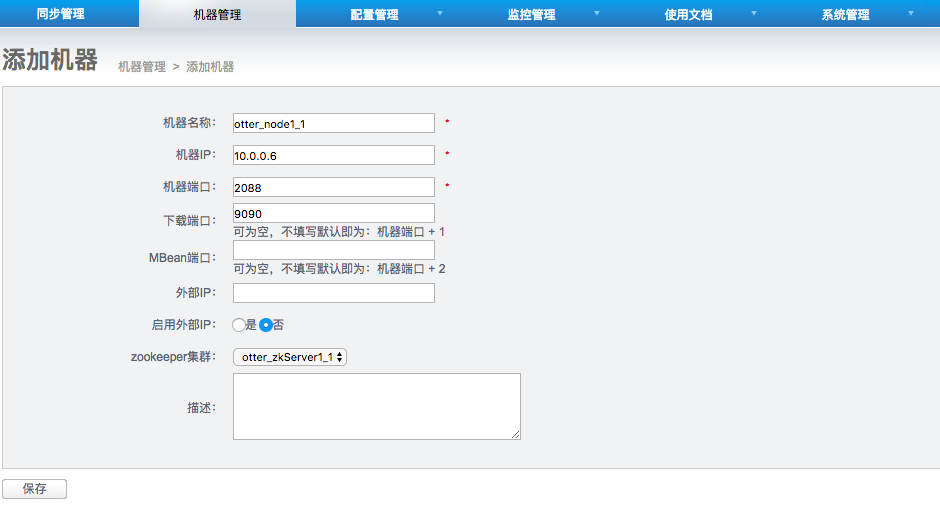 同步管理 机器管理 配置管理 监控管理 使用文档 系统管理
添加机器 机器管理 > 添加机器
机器名称： otter_node1_1 *
机器IP： 10.0.0.6 *
机器端口： 2088 *
下载端口： 9090
可为空，不填写默认即为：机器端口 + 1
MBean端口：
可为空，不填写默认即为：机器端口 + 2
外部IP：
启用外部IP： 是 否
zookeeper集群： otter_zkServer1_1
描述：
保存